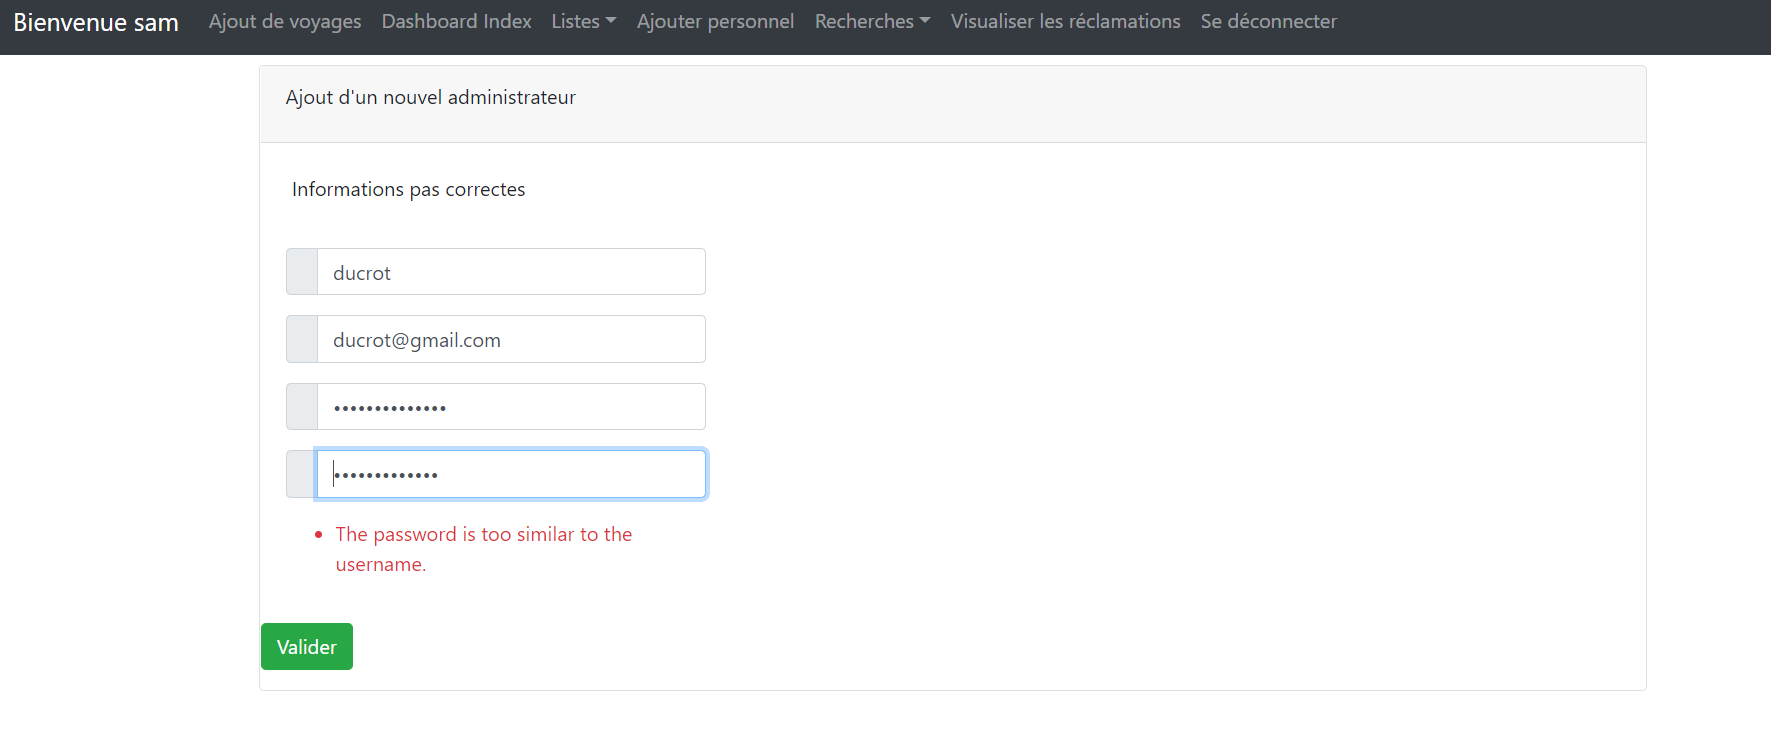 Bienvenue sam Ajout de voyages Dashboard Index Listes Ajouter personnel Recherches Visualiser les réclamations Se déconnecter
Ajout d'un nouvel administrateur
Informations pas correctes
ducrot
ducrot@gmail.com
••••••••••••••
•••••••••••••
• The password is too similar to the
username.
Valider